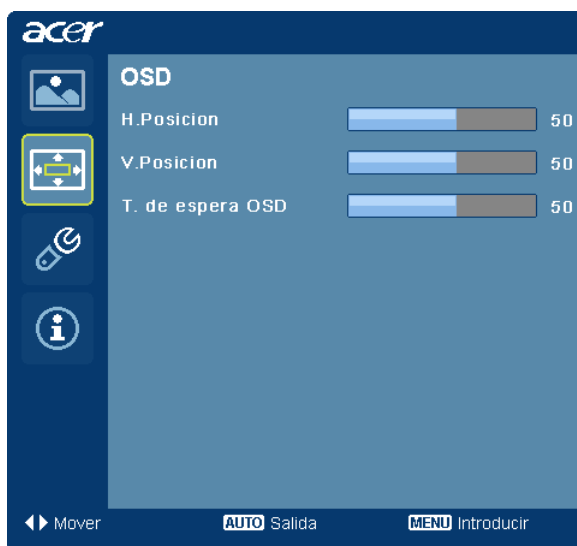 acer
OSD
H.Posicion 50
V.Posicion 50
T. de espera OSD 50
Mover AUTO Salida MENU Introducir